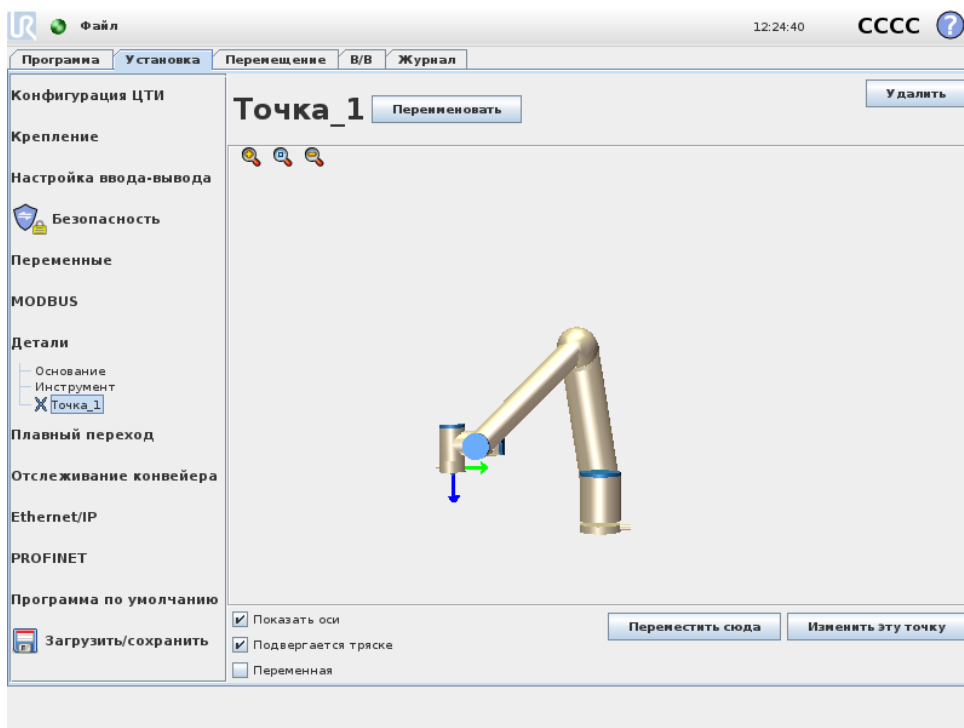 UR
Файл
12:24:40
CCCC
?
Программа
Установка
Перемещение
В/В
Журнал
Конфигурация ЦТИ
Крепление
Настройка ввода-вывода
Безопасность
Переменные
MODBUS
Детали
Основание
Инструмент
Точка_1
Плавный переход
Отслеживание конвейера
Ethernet/IP
PROFINET
Программа по умолчанию
Загрузить/сохранить
Точка_1
Переименовать
Удалить
Показать оси
Подвергается тряске
Переменная
Переместить сюда
Изменить эту точку